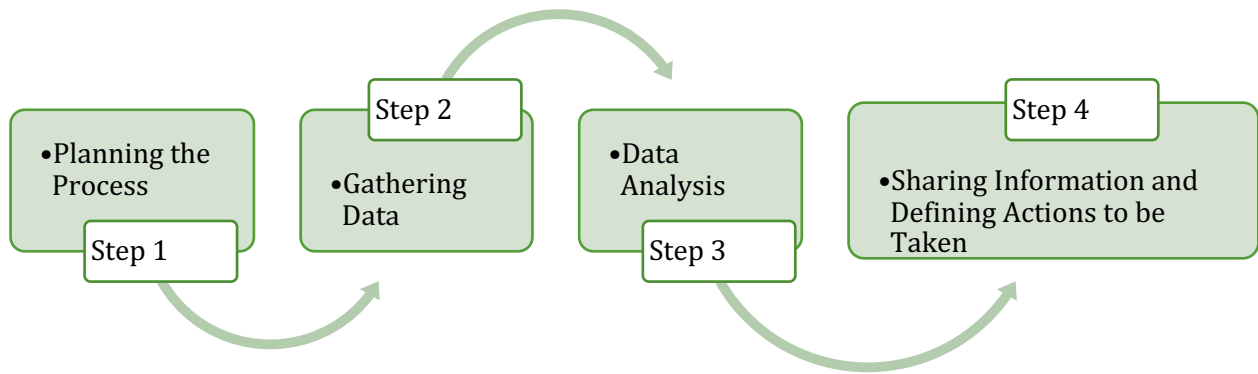 •Planning the
Process
Step 1
Step 2
•Gathering
Data
•Data
Analysis
Step 3
Step 4
•Sharing Information and
Defining Actions to be
Taken